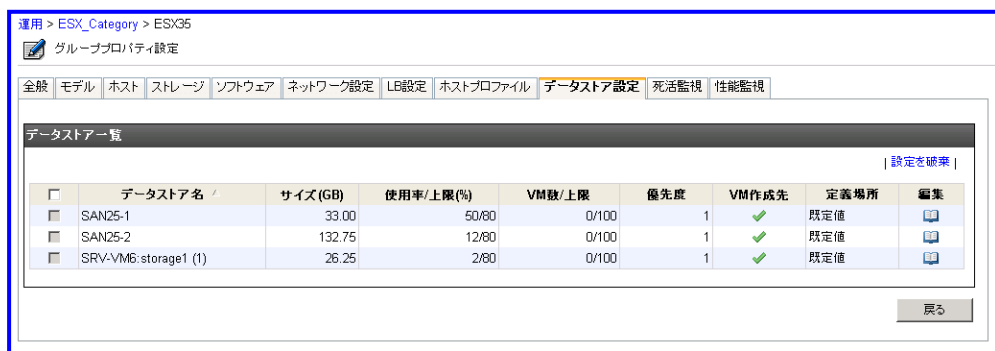 運用 > ESX_Category > ESX35
グループプロパティ設定
全般 モデル ホスト ストレージ ソフトウェア ネットワーク設定 LB設定 ホストプロファイル データストア設定 死活監視 性能監視
データストア一覧
| 設定を破棄 |
データストア名 サイズ(GB) 使用率/上限(%) VM数/上限 優先度 VM作成先 定義場所 編集
SAN25-1 33.00 50/80 0/100 1 既定値
SAN25-2 132.75 12/80 0/100 1 既定値
SRV-VM6:storage1 (1) 26.25 2/80 0/100 1 既定値
戻る